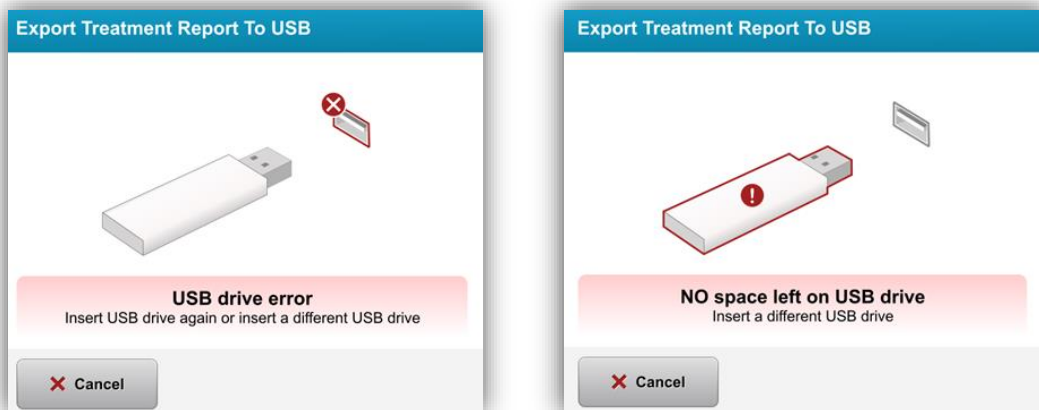 Export Treatment Report To USB
USB drive error
Insert USB drive again or insert a different USB drive
Cancel
Export Treatment Report To USB
NO space left on USB drive
Insert a different USB drive
Cancel